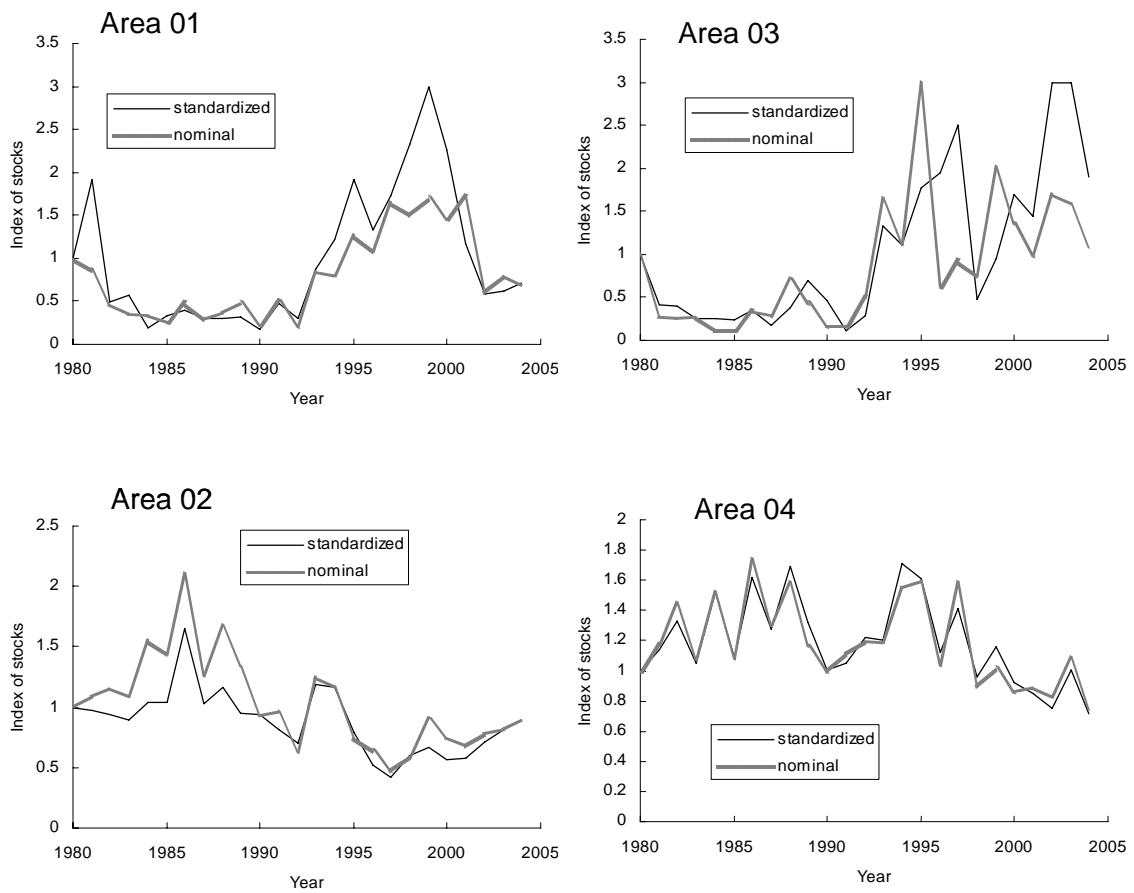 Area 01
3.5
3
2.5
2
1.5
1
0.5
0
standardized
nominal
Index of stocks
1980
1985
1990
1995
2000
2005
Year
Area 03
3.5
3
2.5
2
1.5
1
0.5
0
standardized
nominal
Index of stocks
1980
1985
1990
1995
2000
2005
Year
Area 02
2.5
2
1.5
1
0.5
0
standardized
nominal
Index of stocks
1980
1985
1990
1995
2000
2005
Year
Area 04
2
1.8
1.6
1.4
1.2
1
0.8
0.6
0.4
0.2
0
standardized
nominal
Index of stocks
1980
1985
1990
1995
2000
2005
Year